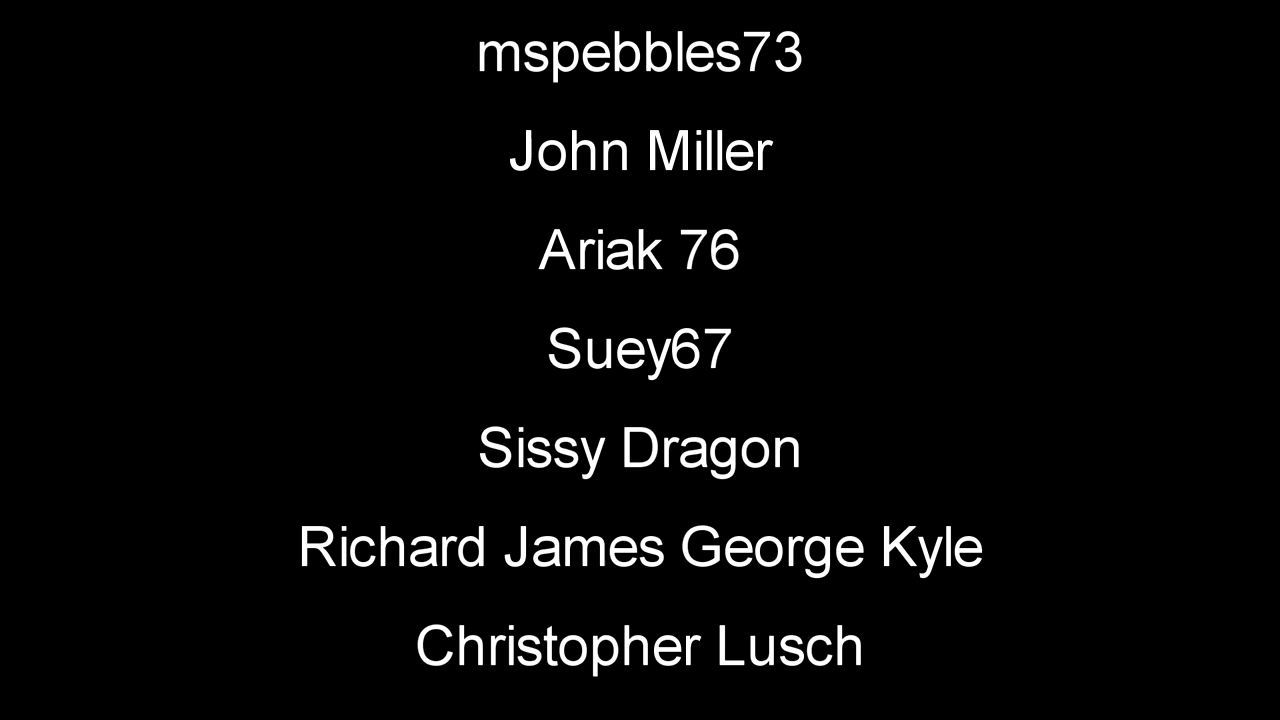 mspebbles73
John Miller
Ariak 76
Suey67
Sissy Dragon
Richard James George Kyle
Christopher Lusch